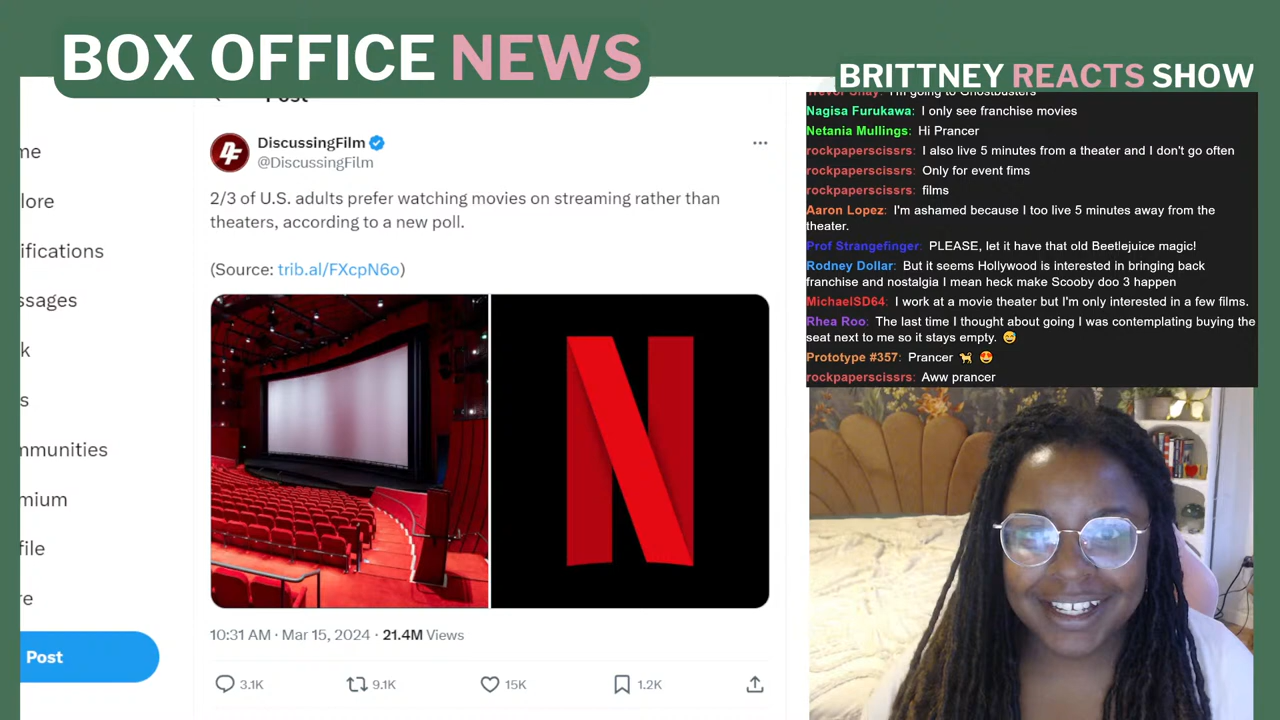 BOX OFFICE NEWS
BRITTNEY REACTS SHOW
Post
DiscussingFilm
@DiscussingFilm
2/3 of U.S. adults prefer watching movies on streaming rather than
theaters, according to a new poll.
(Source: trib.al/FXcpN6o)
10:31 AM · Mar 15, 2024 · 21.4M Views
3.1K 9.1K 15K 1.2K
me
lore
ifications
ssages
k
s
mmunities
mium
file
re
Post
Trevor Shay: I'm going to Ghostbusters
Nagisa Furukawa: I only see franchise movies
Netania Mullings: Hi Prancer
rockpaperscissrs: I also live 5 minutes from a theater and I don't go often
rockpaperscissrs: Only for event fims
rockpaperscissrs: films
Aaron Lopez: I'm ashamed because I too live 5 minutes away from the
theater.
Prof Strangefinger: PLEASE, let it have that old Beetlejuice magic!
Rodney Dollar: But it seems Hollywood is interested in bringing back
franchise and nostalgia I mean heck make Scooby doo 3 happen
MichaelSD64: I work at a movie theater but I'm only interested in a few films.
Rhea Roo: The last time I thought about going I was contemplating buying the
seat next to me so it stays empty. 😅
Prototype #357: Prancer 🐕 😍
rockpaperscissrs: Aww prancer